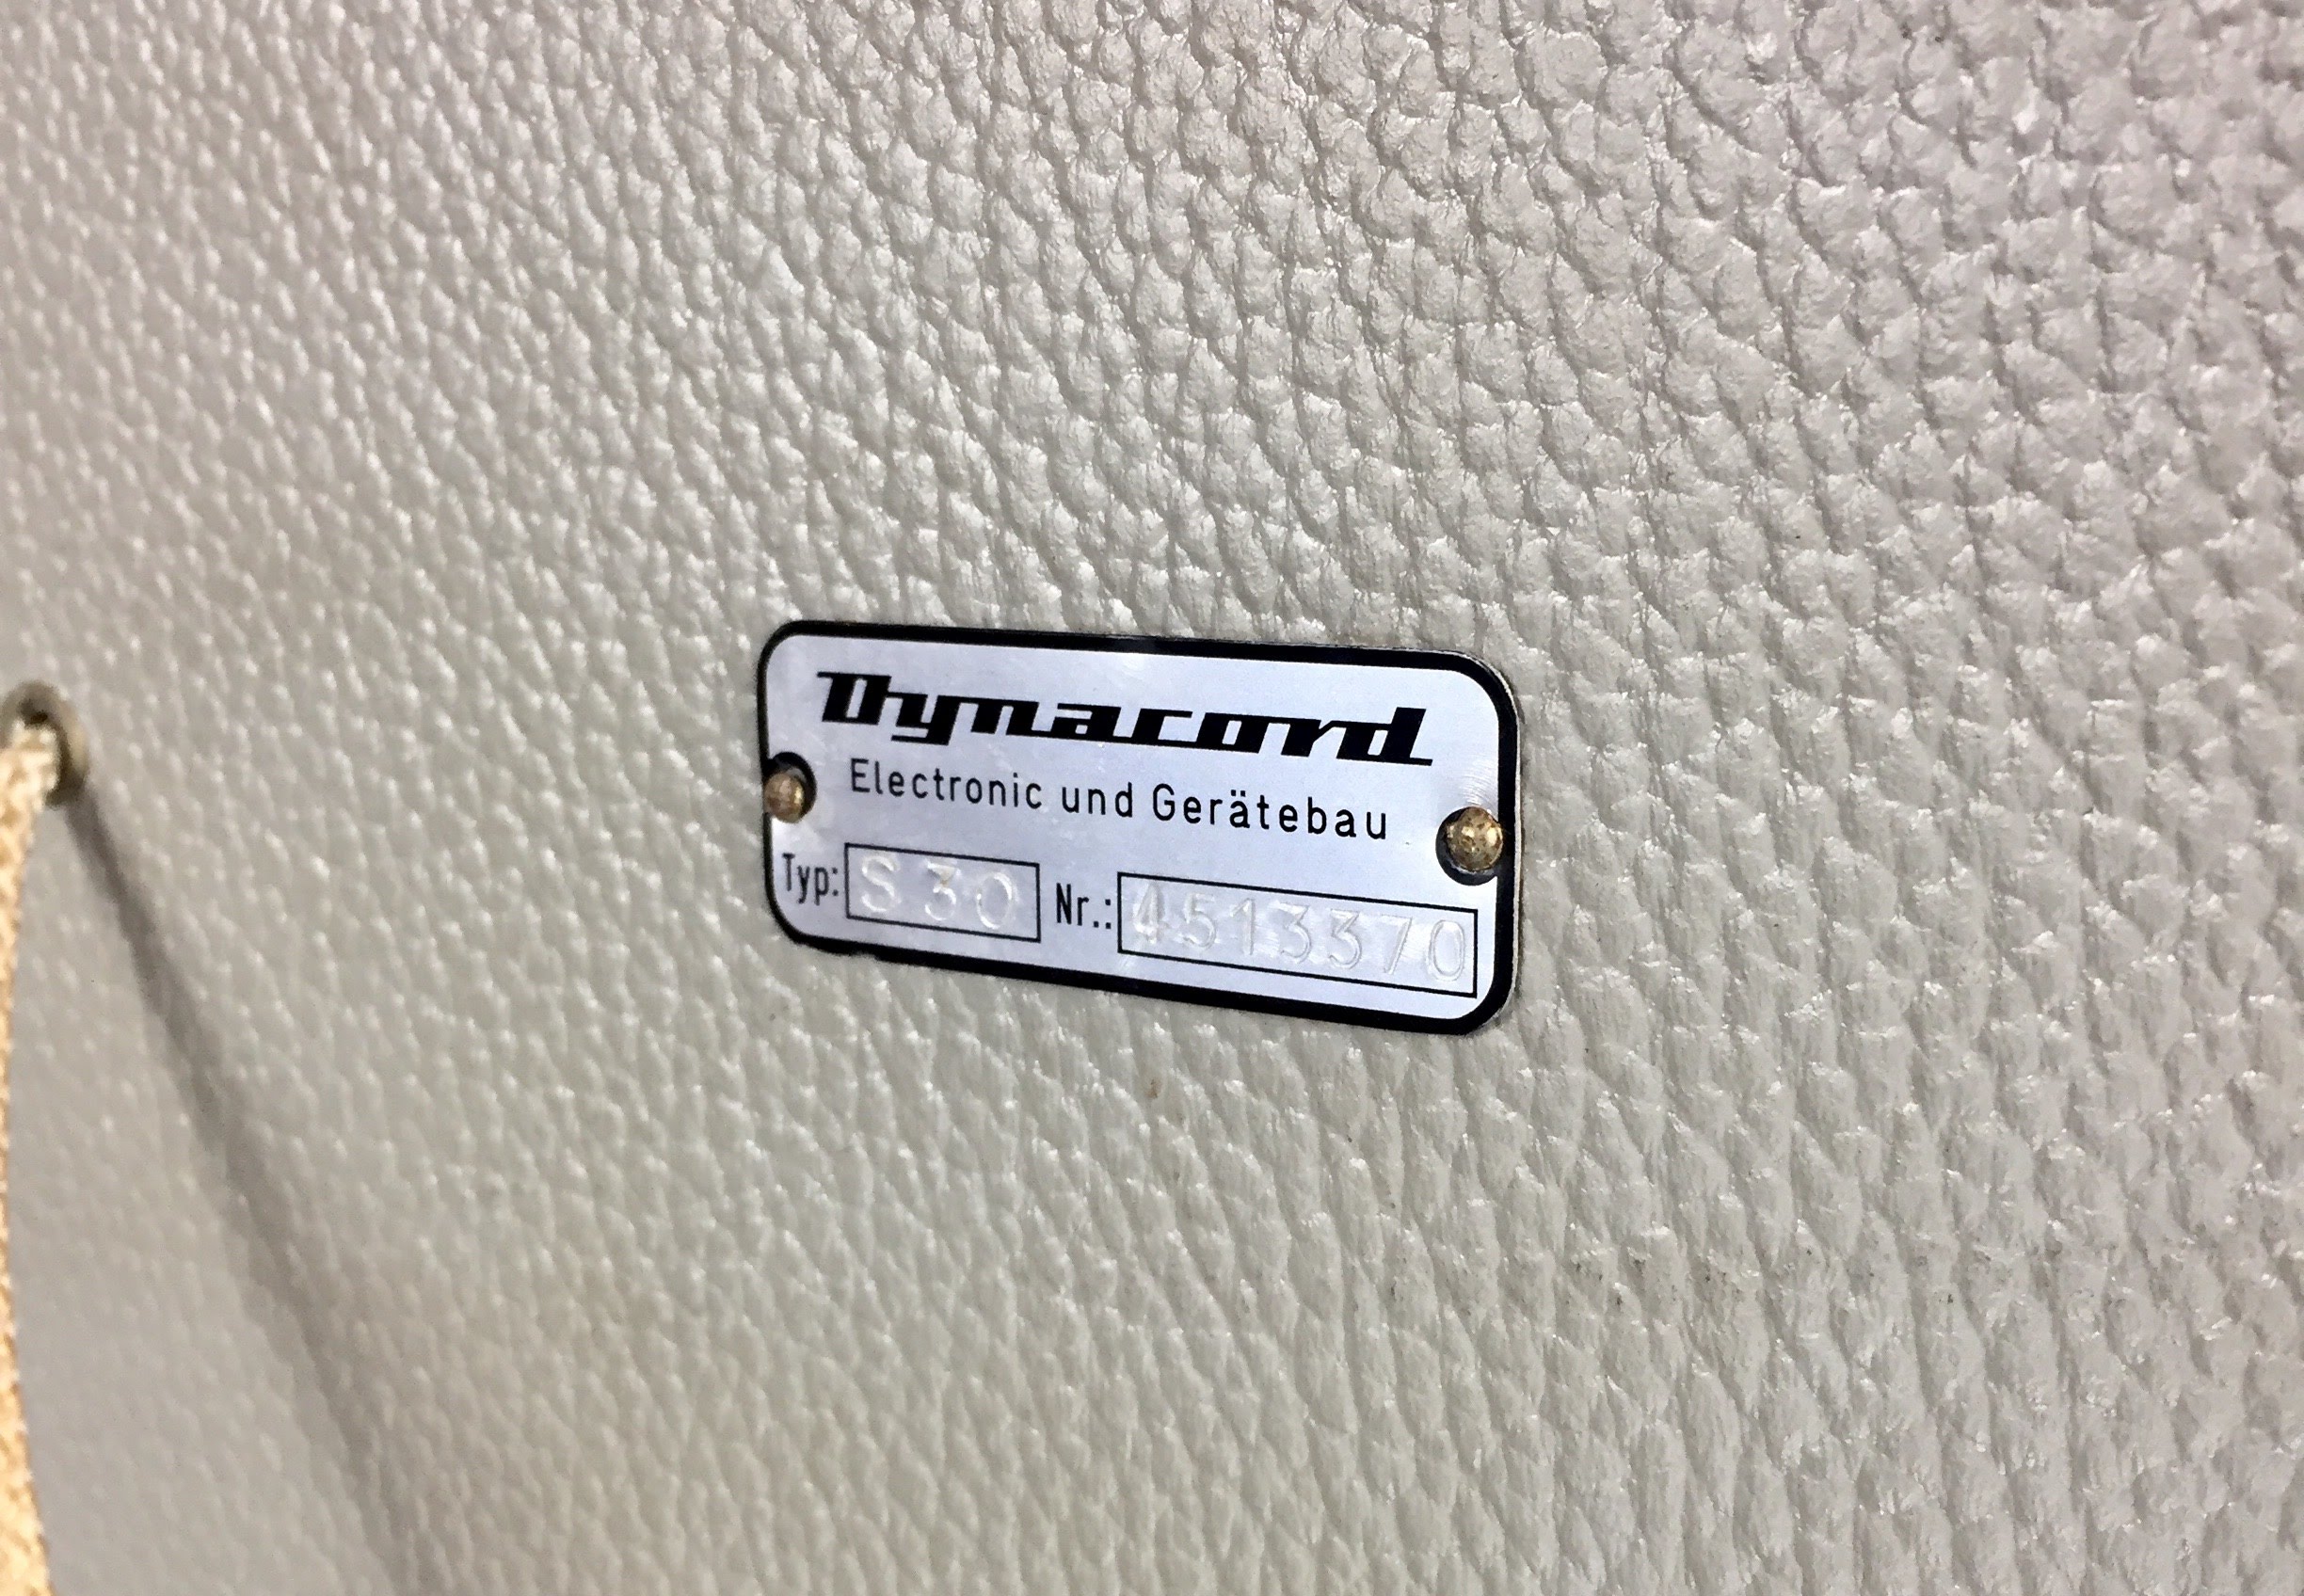 Dynacord
Electronic und Gerätebau
Typ: S 30 Nr.: 4513370